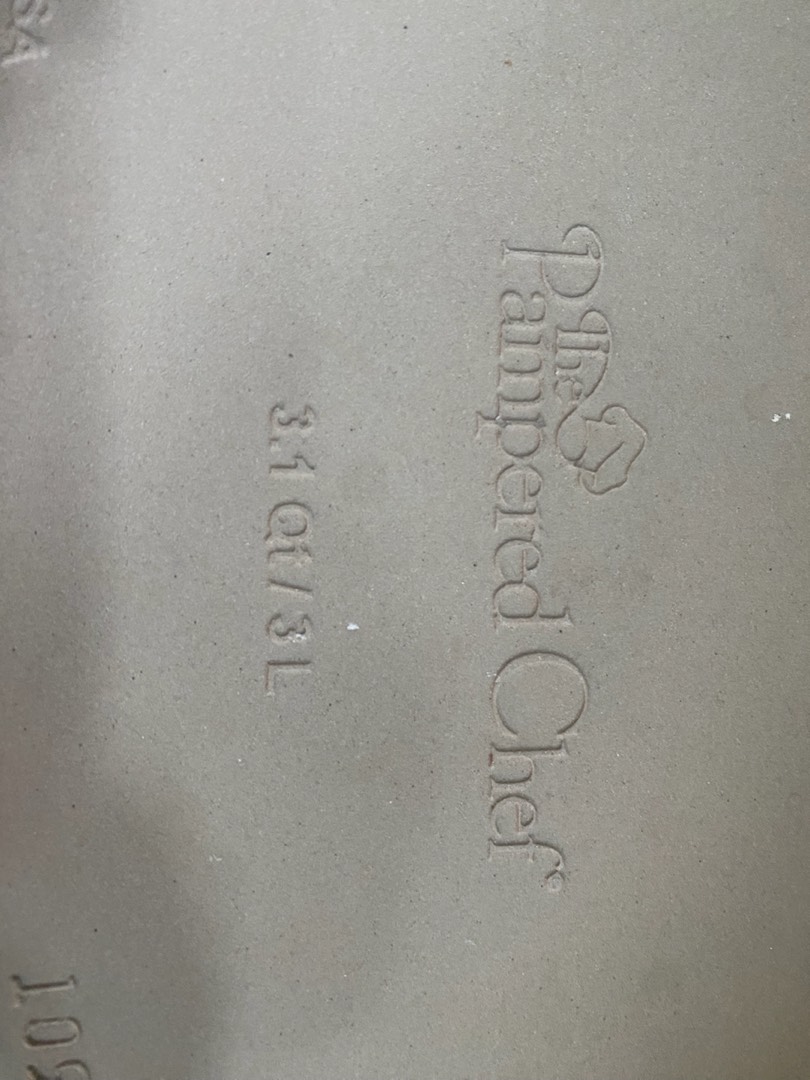 The
Pampered Chef®
3.1 Qt / 3 L